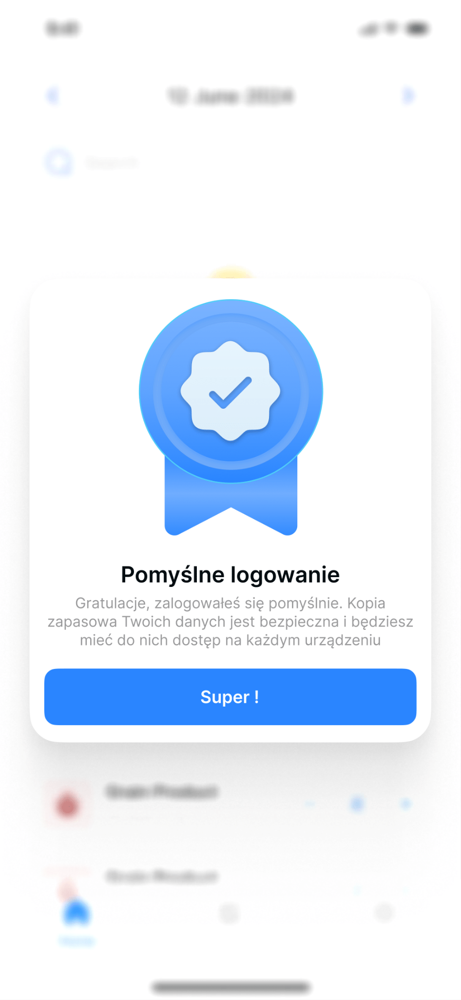 9:41
12 June 2024
Search
Pomyślne logowanie
Gratulacje, zalogowałeś się pomyślnie. Kopia
zapasowa Twoich danych jest bezpieczna i będziesz
mieć do nich dostęp na każdym urządzeniu
Super !
Grain Product
Grain Product
Home